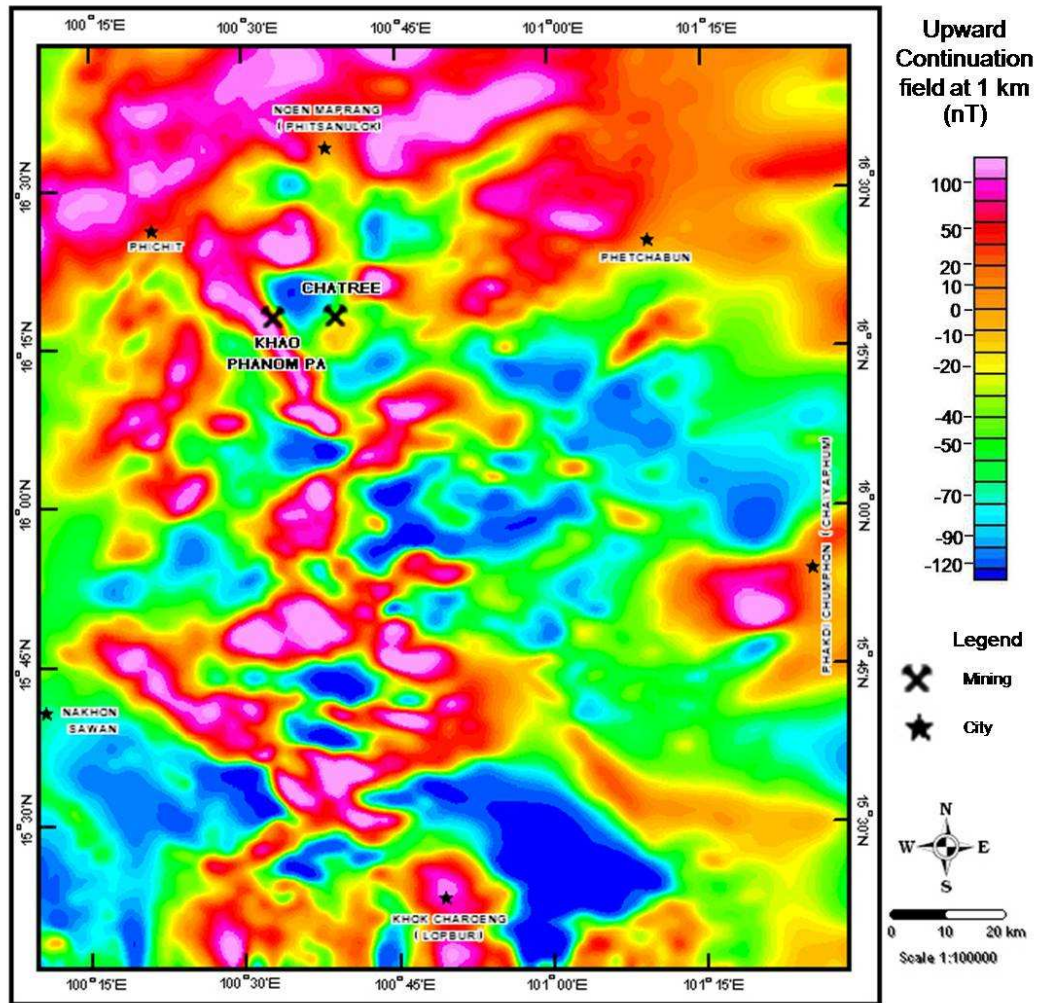 100°15'E 100°30'E 100°45'E 101°00'E 101°15'E
Upward
Continuation
field at 1 km
(nT)
NOEN MAPRANG
(PHITSANULOK)
16°30'N 16°30'N
PHICHIT
PHETCHABUN
CHATREE
KHAO
PHANOM PA
16°15'N 16°15'N
100
50
20
10
0
-10
-20
-40
-50
-70
-90
-120
16°00'N 16°00'N
PHAKDI CHUMPHON (CHAIYAPHUM)
15°45'N 15°45'N
Legend
Mining
City
NAKHON
SAWAN
15°30'N 15°30'N
N
W E
S
KHOK CHAROENG
(LOPBURI)
0 10 20 km
Scale 1:100000
100°15'E 100°30'E 100°45'E 101°00'E 101°15'E